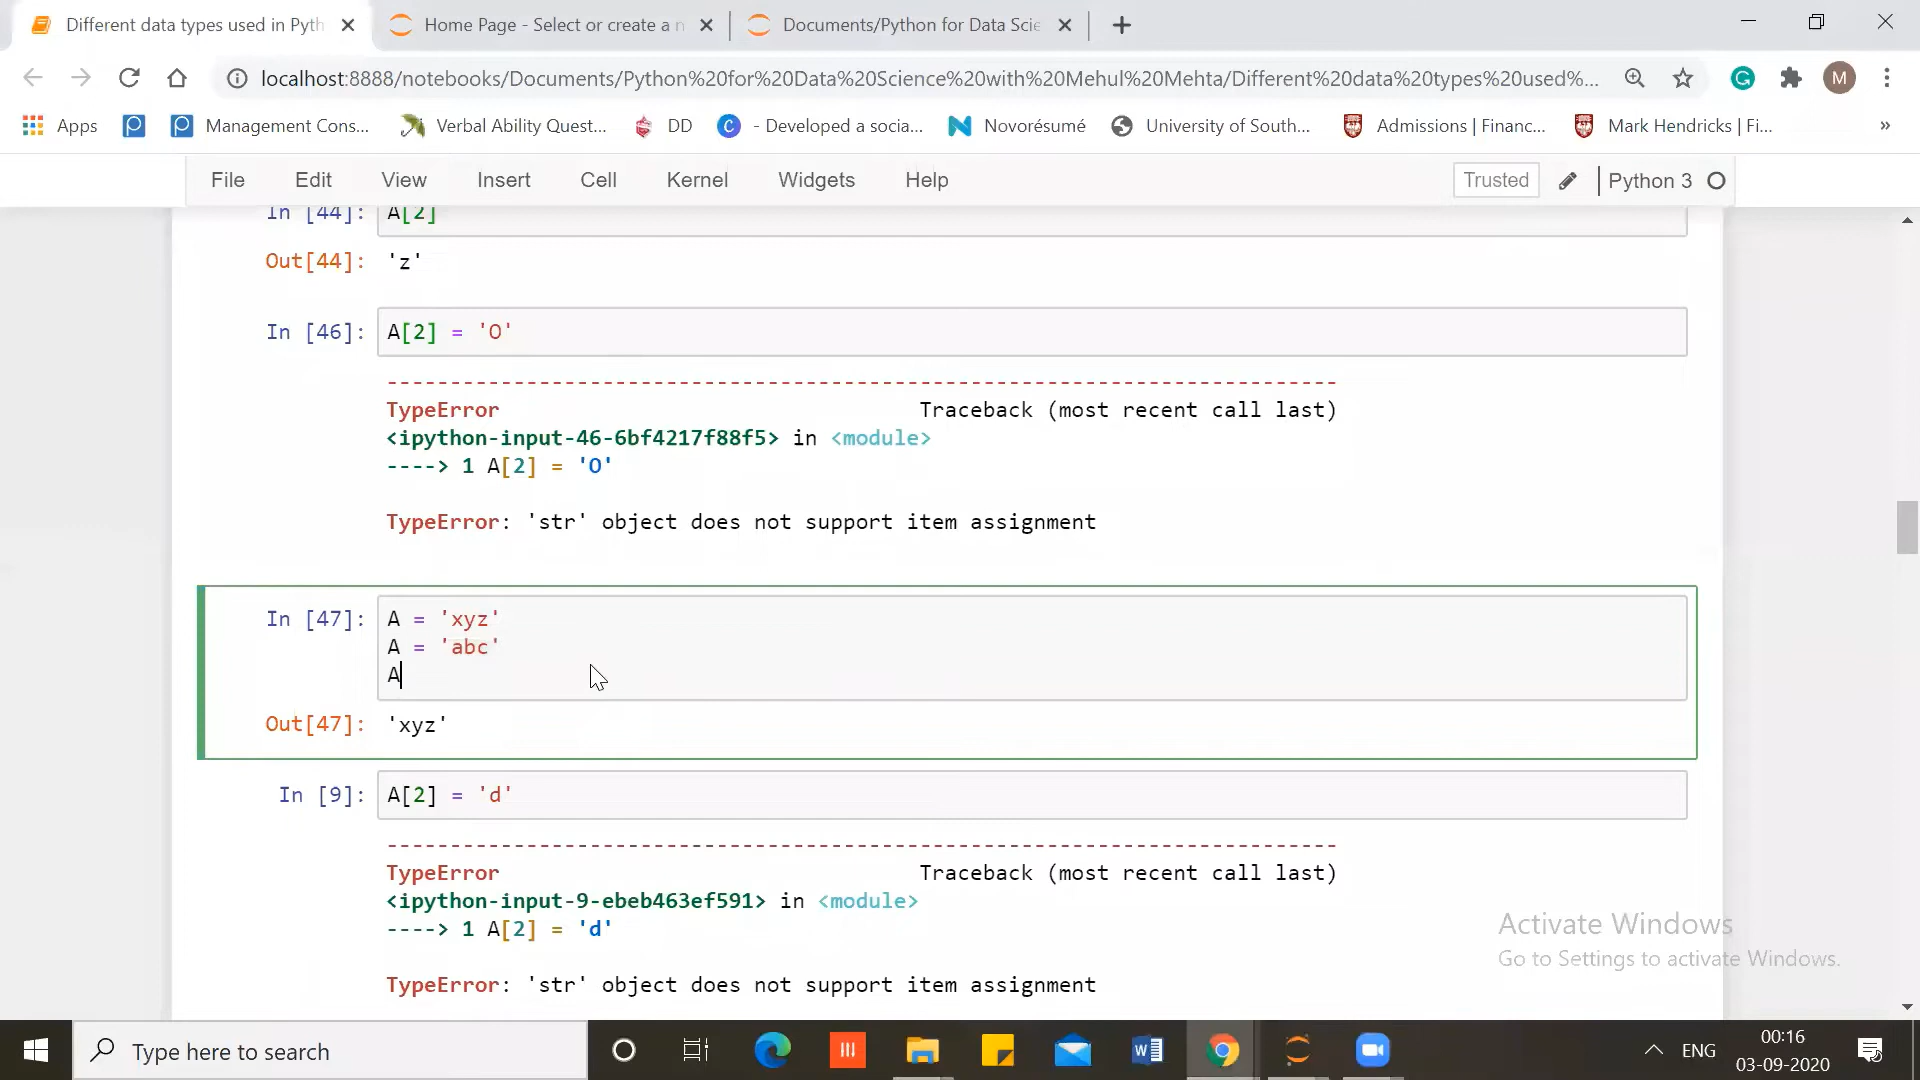 Different data types used in Pyth
Home Page - Select or create a n
Documents/Python for Data Scie
localhost:8888/notebooks/Documents/Python%20for%20Data%20Science%20with%20Mehul%20Mehta/Different%20data%20types%20used%...
M
Apps
Management Cons...
Verbal Ability Quest...
DD
- Developed a socia...
Novorésumé
University of South...
Admissions | Financ...
Mark Hendricks | Fi...
»
File Edit View Insert Cell Kernel Widgets Help
Trusted
Python 3
In [44]: A[2]
Out[44]: 'z'
In [46]: A[2] = 'O'
---------------------------------------------------------------------------
TypeError Traceback (most recent call last)
<ipython-input-46-6bf4217f88f5> in <module>
----> 1 A[2] = 'O'
TypeError: 'str' object does not support item assignment
In [47]: A = 'xyz'
A = 'abc'
A
Out[47]: 'xyz'
In [9]: A[2] = 'd'
---------------------------------------------------------------------------
TypeError Traceback (most recent call last)
<ipython-input-9-ebeb463ef591> in <module>
----> 1 A[2] = 'd'
TypeError: 'str' object does not support item assignment
Activate Windows
Go to Settings to activate Windows.
Type here to search
ENG
00:16
03-09-2020